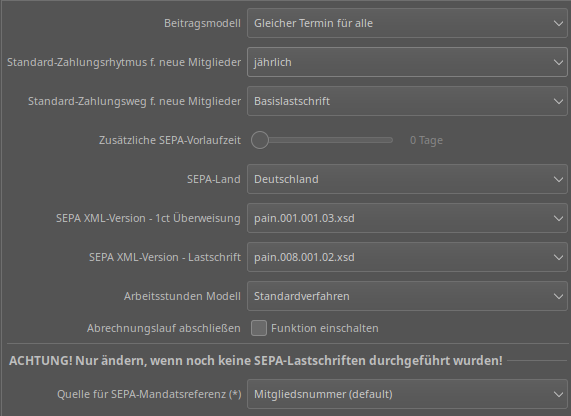 Beitragsmodell Gleicher Termin für alle
Standard-Zahlungsrhytmus f. neue Mitglieder jährlich
Standard-Zahlungsweg f. neue Mitglieder Basislastschrift
Zusätzliche SEPA-Vorlaufzeit 0 Tage
SEPA-Land Deutschland
SEPA XML-Version - 1ct Überweisung pain.001.001.03.xsd
SEPA XML-Version - Lastschrift pain.008.001.02.xsd
Arbeitsstunden Modell Standardverfahren
Abrechnungslauf abschließen Funktion einschalten
ACHTUNG! Nur ändern, wenn noch keine SEPA-Lastschriften durchgeführt wurden!
Quelle für SEPA-Mandatsreferenz (*) Mitgliedsnummer (default)